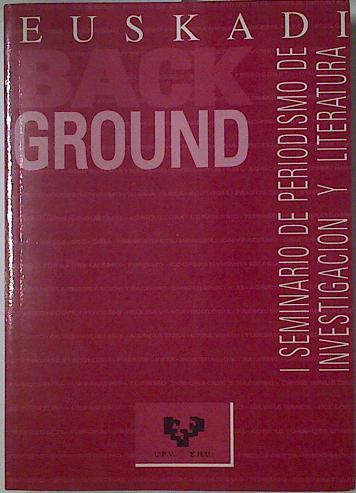 EUSKADI
BACK
GROUND
I SEMINARIO DE PERIODISMO DE
INVESTIGACION Y LITERATURA
U.P.V. E.H.U.